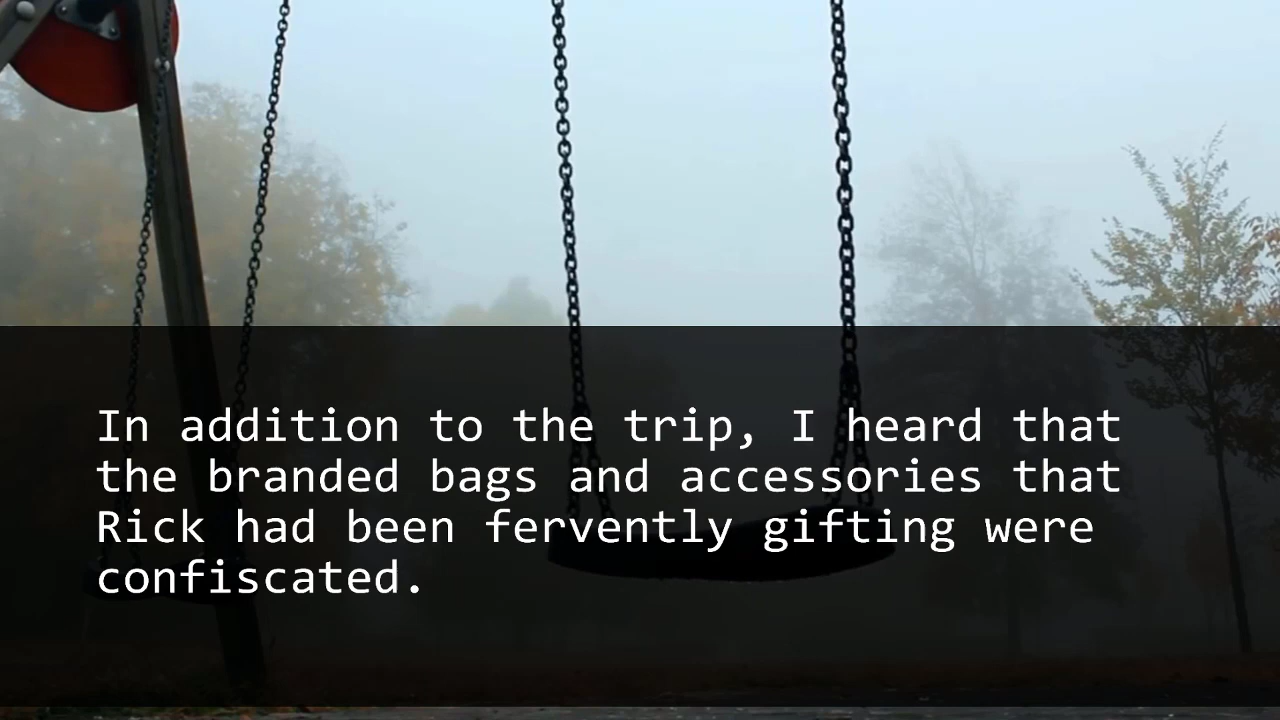 In addition to the trip, I heard that
the branded bags and accessories that
Rick had been fervently gifting were
confiscated.